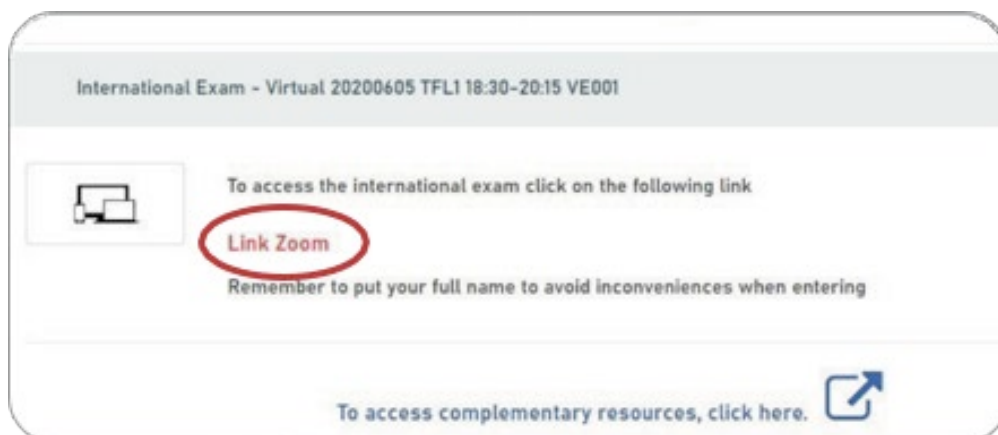 International Exam - Virtual 20200605 TFL1 18:30-20:15 VE001
To access the international exam click on the following link
Link Zoom
Remember to put your full name to avoid inconveniences when entering
To access complementary resources, click here.